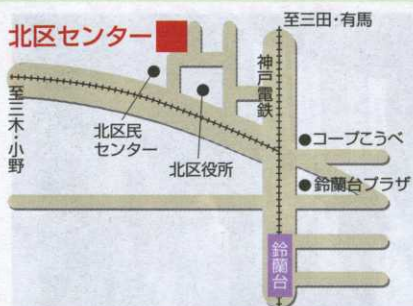 至三田・有馬
北区センター
神戸電鉄
至三木・小野
北区民
センター
北区役所
●コープこうべ
●鈴蘭台プラザ
鈴蘭台